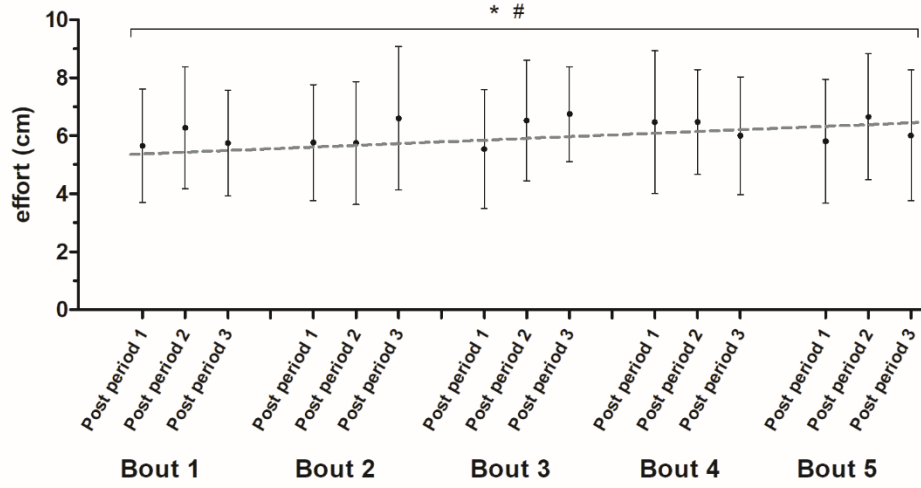 * #
effort (cm)
10
8
6
4
2
0
Post period 1
Post period 2
Post period 3
Post period 1
Post period 2
Post period 3
Post period 1
Post period 2
Post period 3
Post period 1
Post period 2
Post period 3
Post period 1
Post period 2
Post period 3
Bout 1 Bout 2 Bout 3 Bout 4 Bout 5